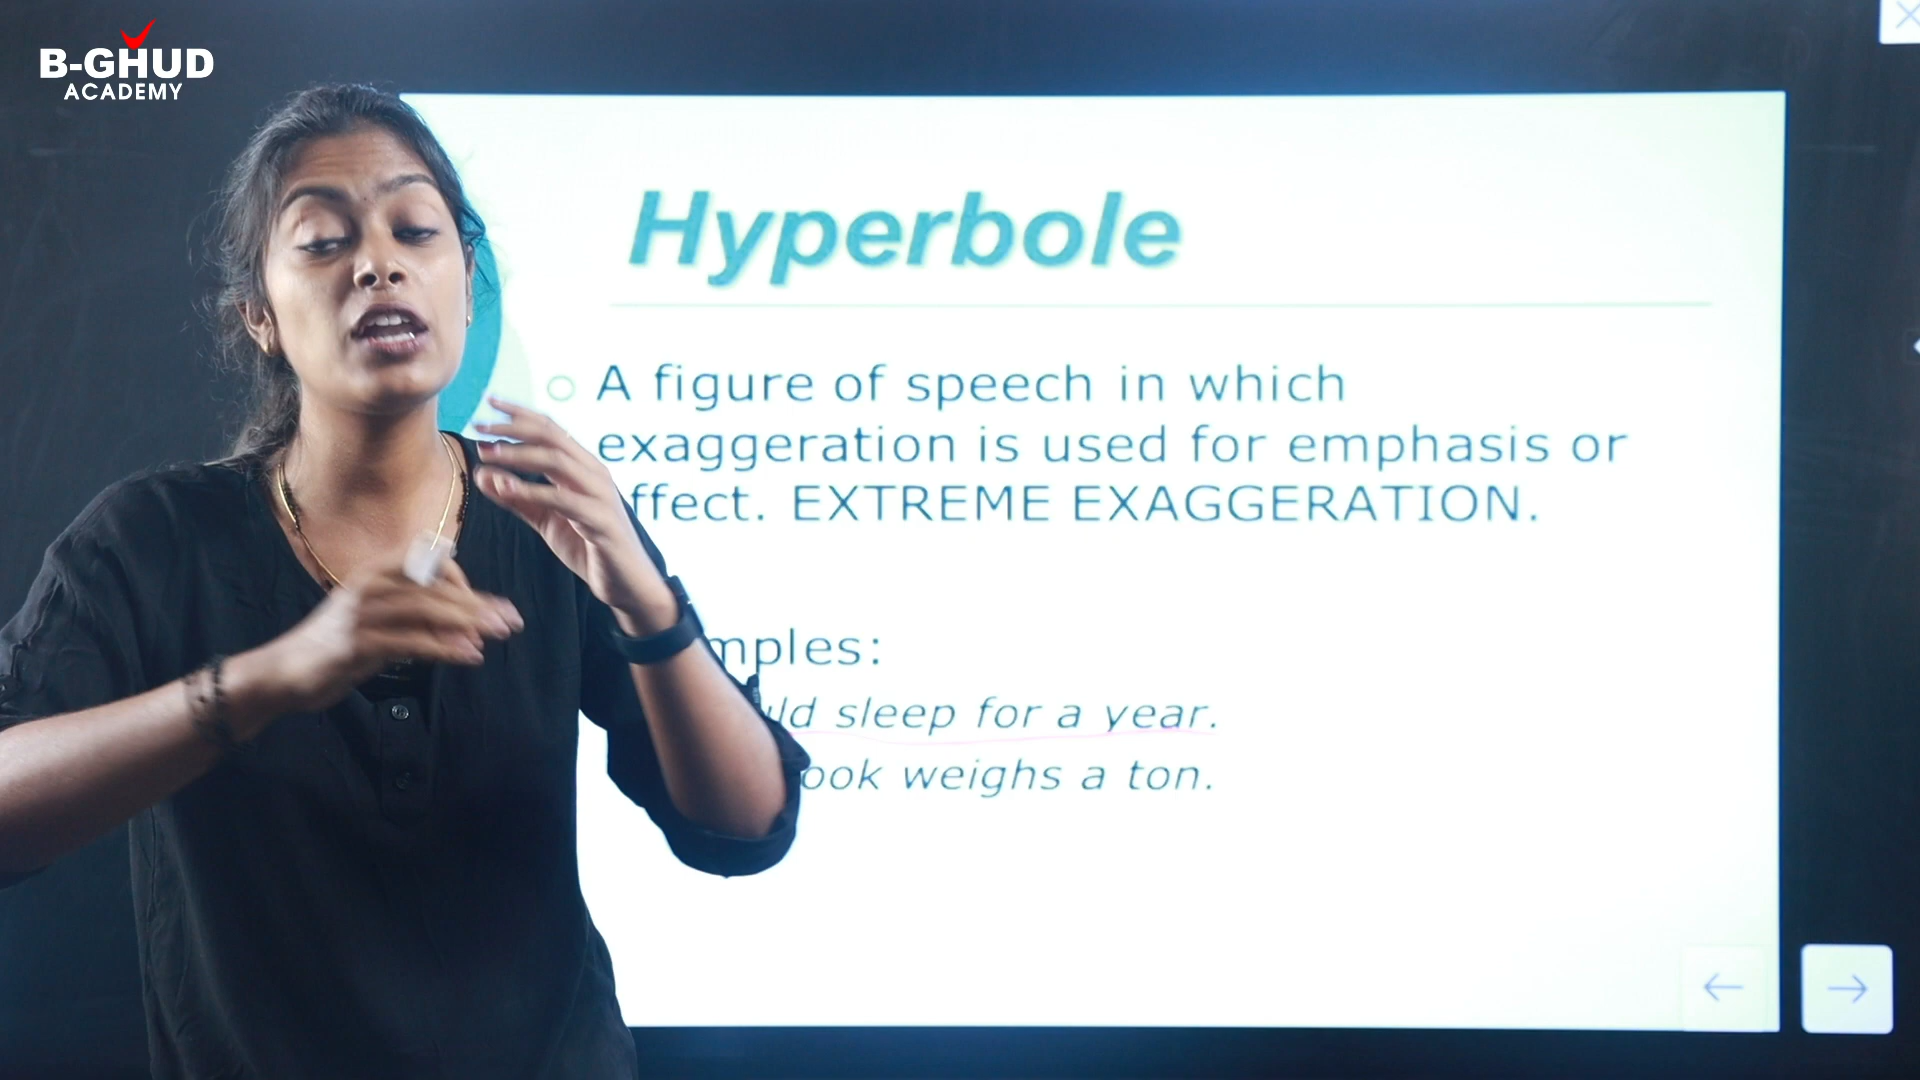 B-GHUD
ACADEMY
Hyperbole
A figure of speech in which
exaggeration is used for emphasis or
ffect. EXTREME EXAGGERATION.
mples:
ld sleep for a year.
ook weighs a ton.